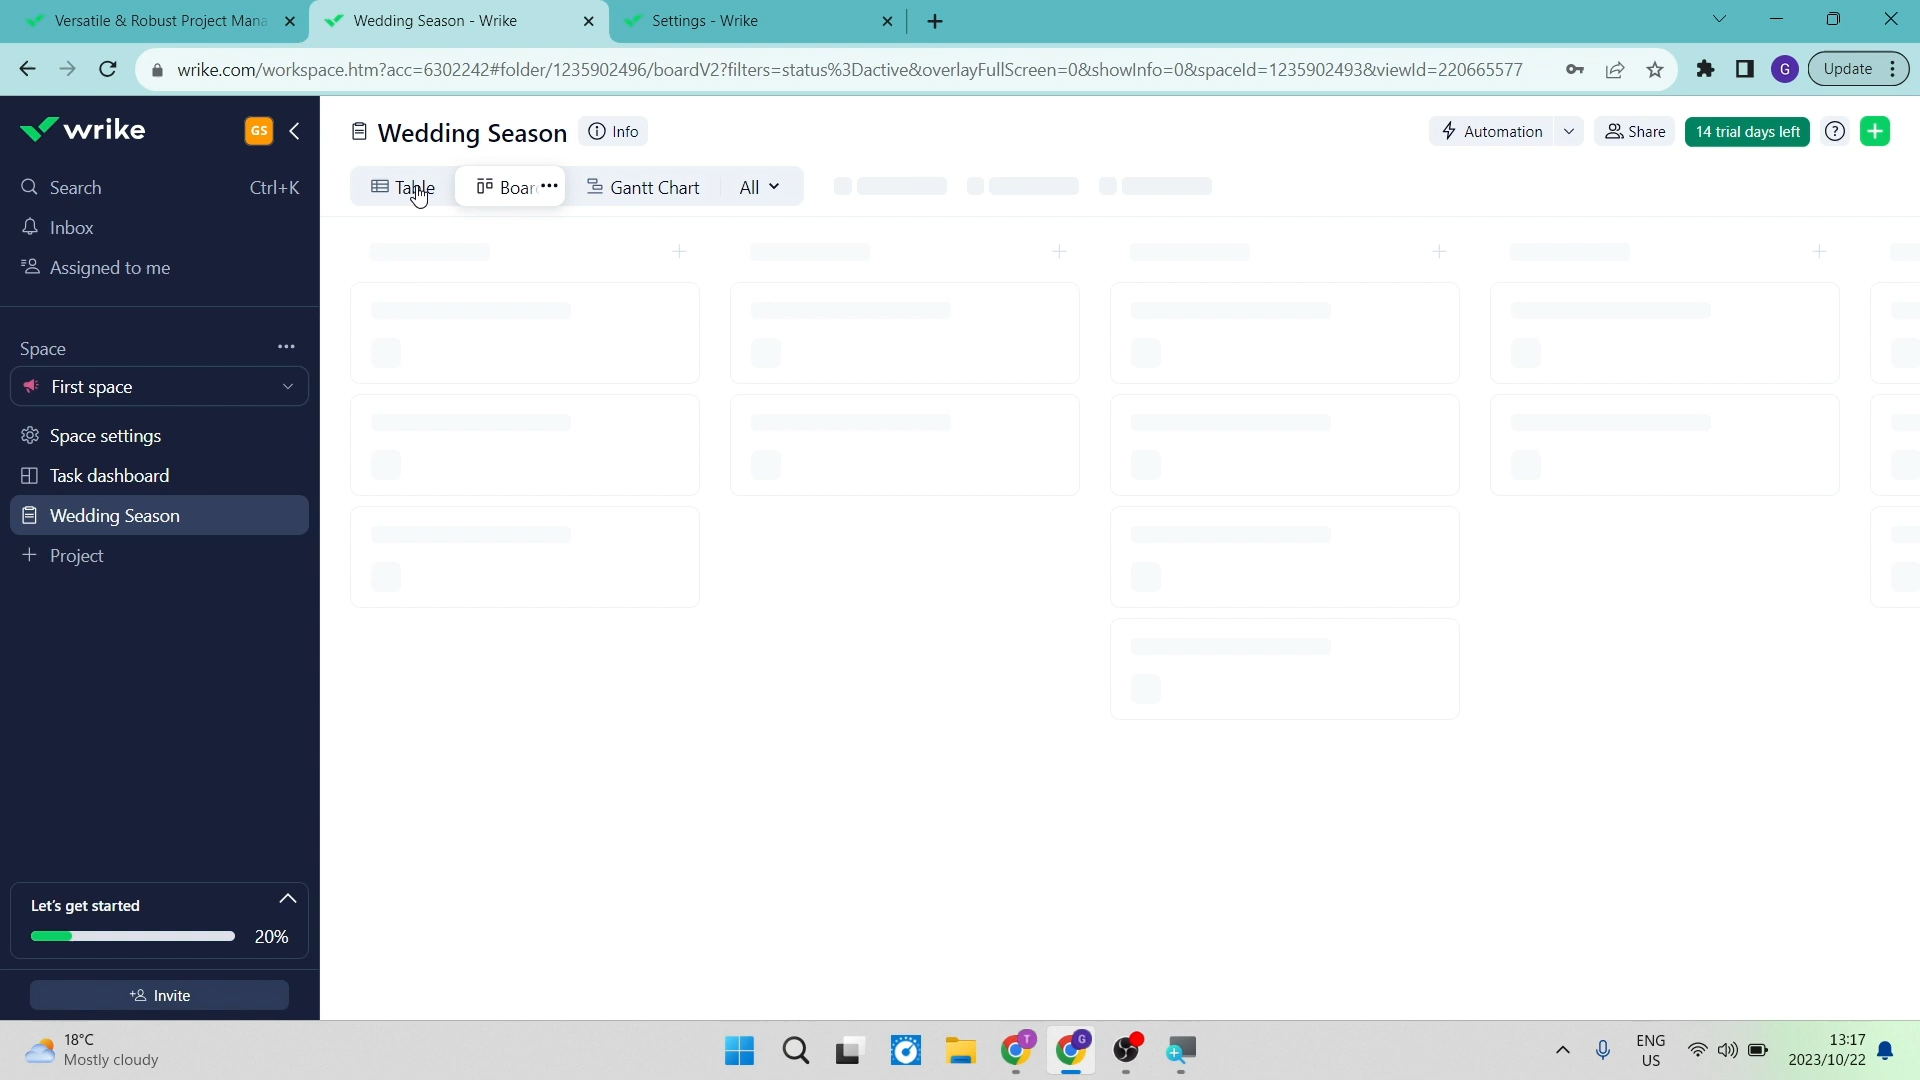 Versatile & Robust Project Mana
Wedding Season - Wrike
Settings - Wrike
wrike.com/workspace.htm?acc=6302242#folder/1235902496/boardV2?filters=status%3Dactive&overlayFullScreen=0&showInfo=0&spaceId=1235902493&viewId=220665577
G
Update
wrike
GS
Wedding Season
Info
Automation
Share
14 trial days left
Search
Ctrl+K
Table
Boar
Gantt Chart
All
Inbox
Assigned to me
Space
First space
Space settings
Task dashboard
Wedding Season
Project
Let's get started
20%
Invite
18°C
Mostly cloudy
T
G
ENG
US
13:17
2023/10/22